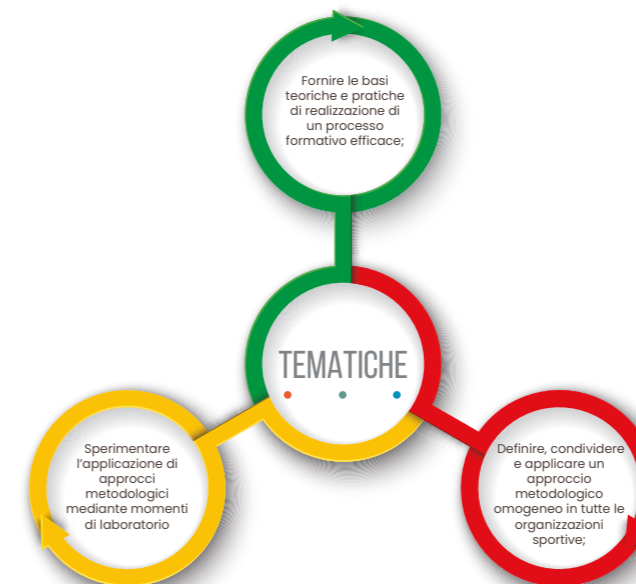 Fornire le basi
teoriche e pratiche
di realizzazione di
un processo
formativo efficace;
TEMATICHE
Sperimentare
l'applicazione di
approcci
metodologici
mediante momenti
di laboratorio
Definire, condividere
e applicare un
approccio
metodologico
omogeneo in tutte le
organizzazioni
sportive;